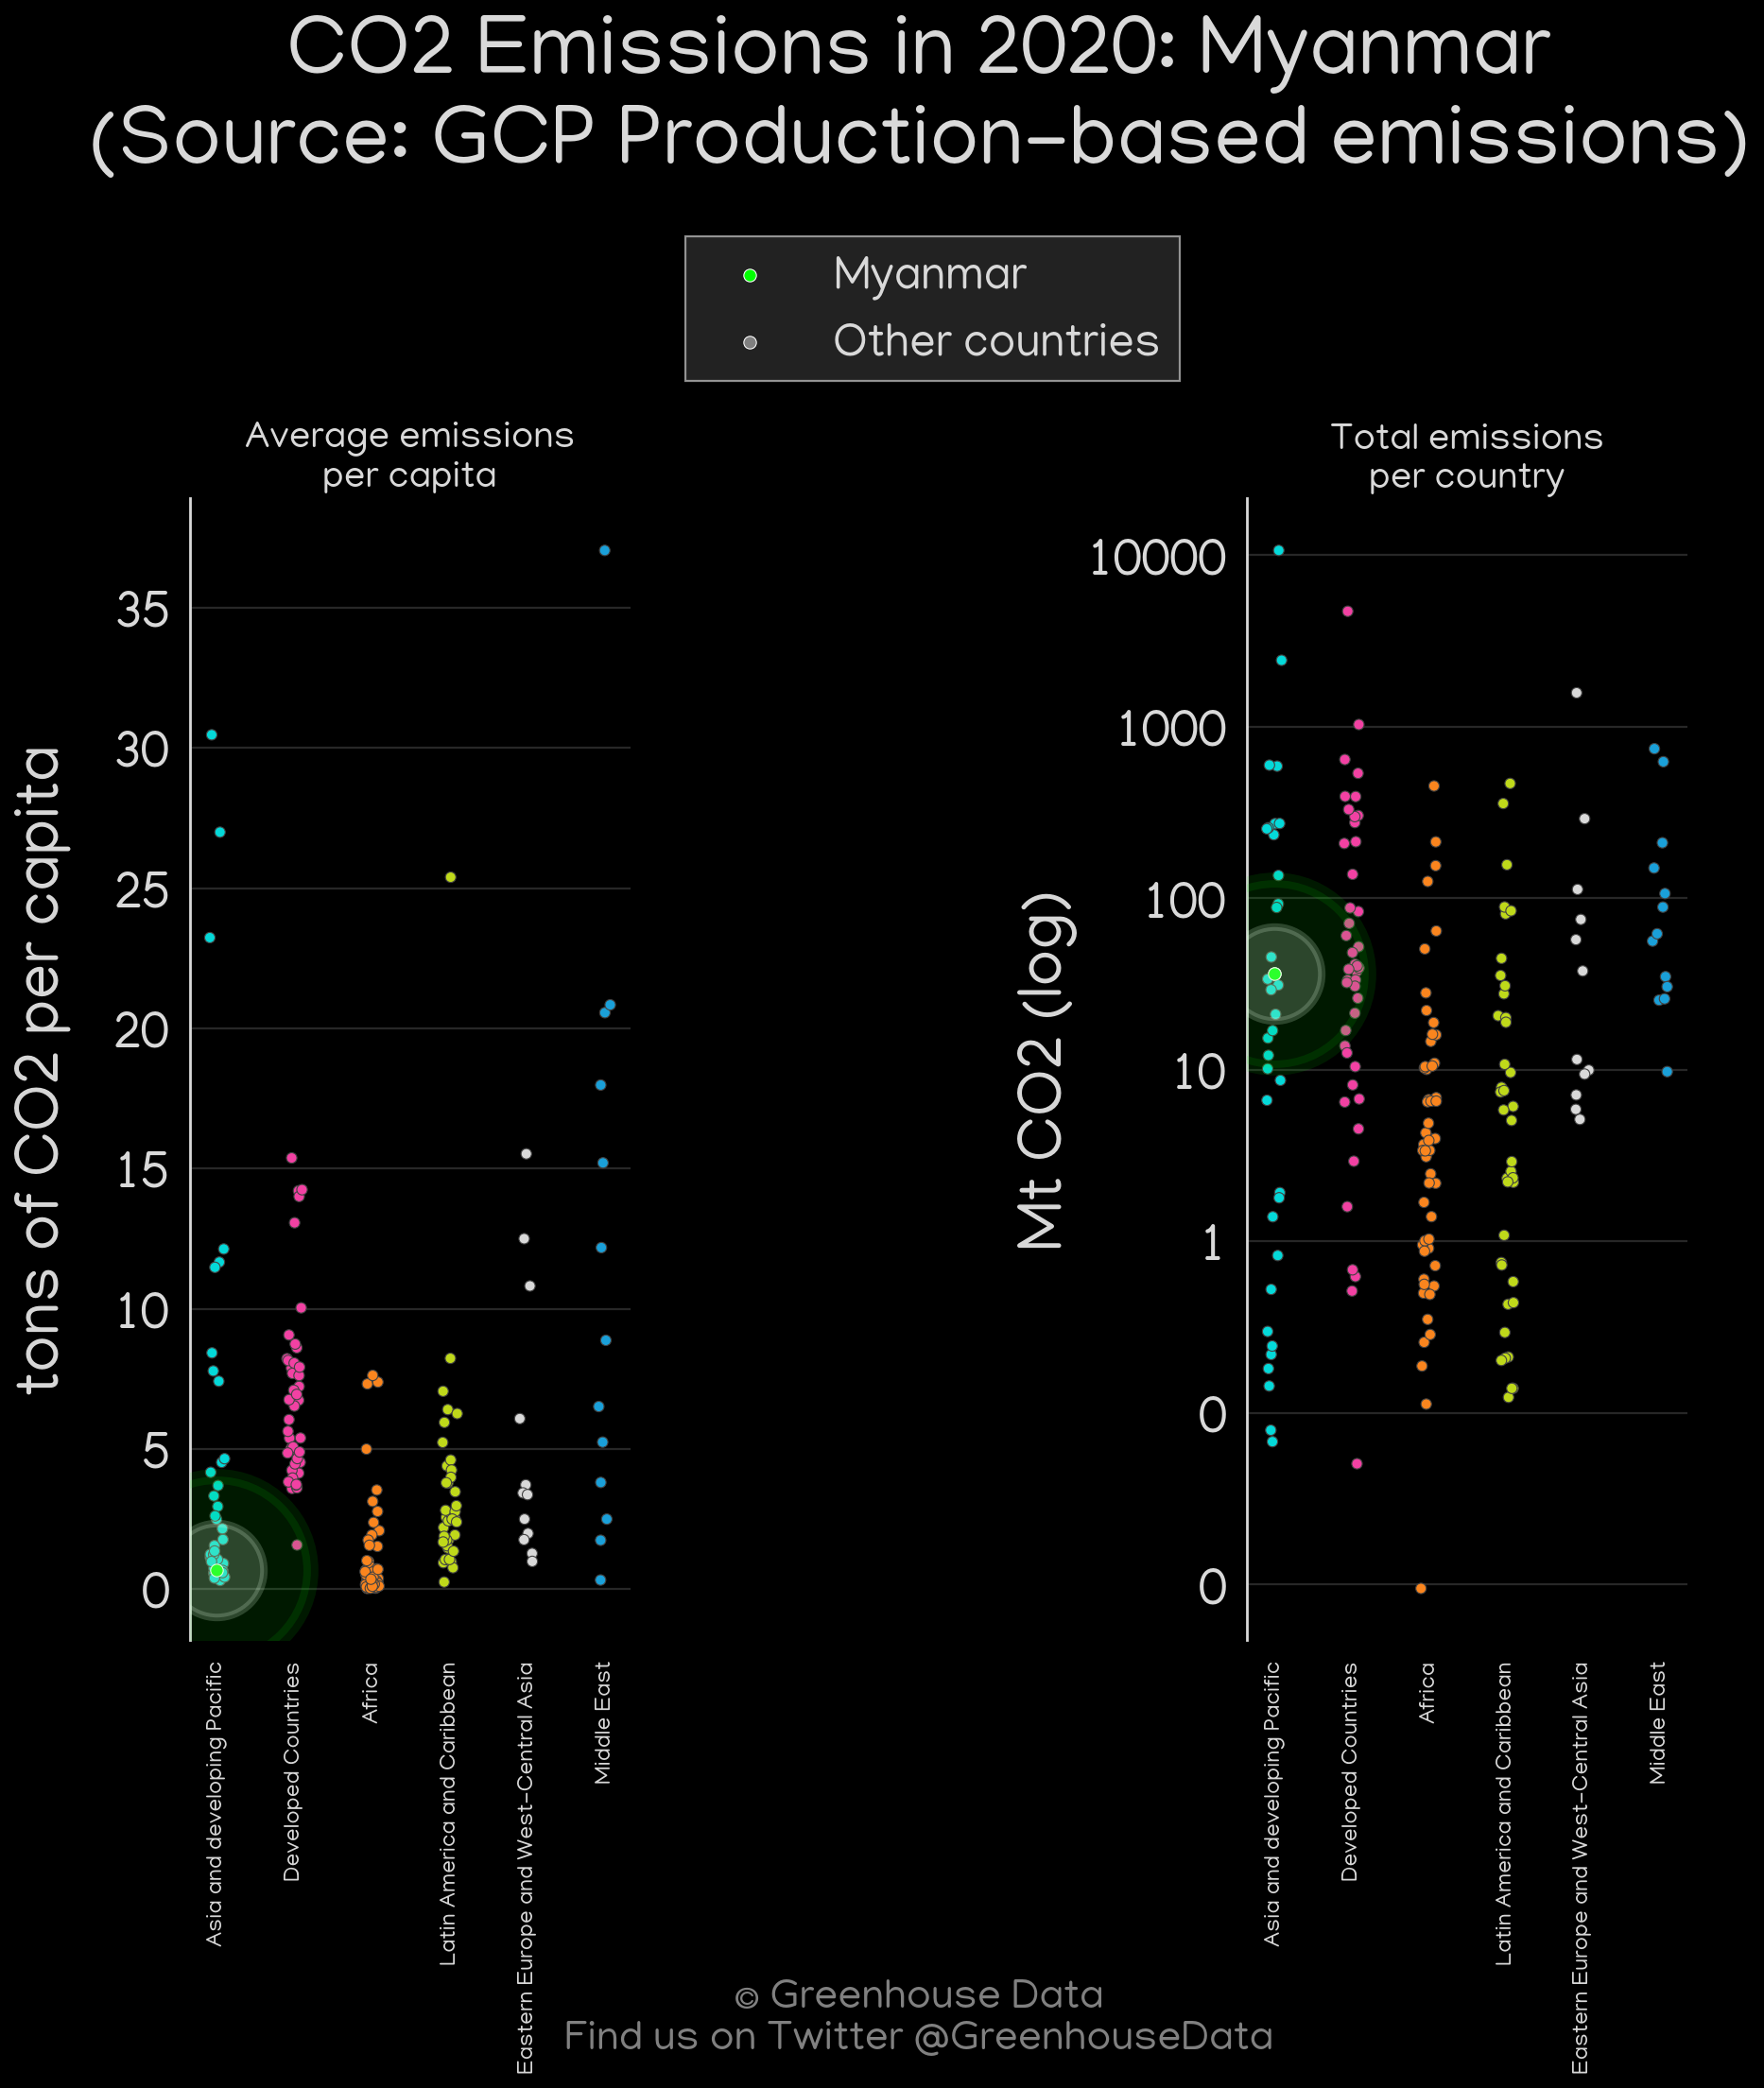 CO2 Emissions in 2020: Myanmar
(Source: GCP Production-based emissions)
Myanmar
Other countries
Average emissions
per capita
tons of CO2 per capita
35
30
25
20
15
10
5
0
Asia and developing Pacific
Developed Countries
Africa
Latin America and Caribbean
Eastern Europe and West-Central Asia
Middle East
Total emissions
per country
Mt CO2 (log)
10000
1000
100
10
1
0
0
Asia and developing Pacific
Developed Countries
Africa
Latin America and Caribbean
Eastern Europe and West-Central Asia
Middle East
© Greenhouse Data
Find us on Twitter @GreenhouseData